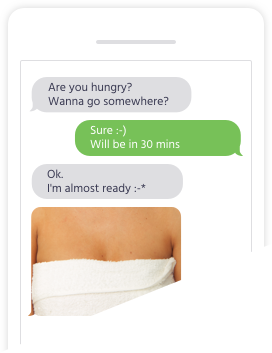 Are you hungry?
Wanna go somewhere?
Sure :-)
Will be in 30 mins
Ok.
I'm almost ready :-*